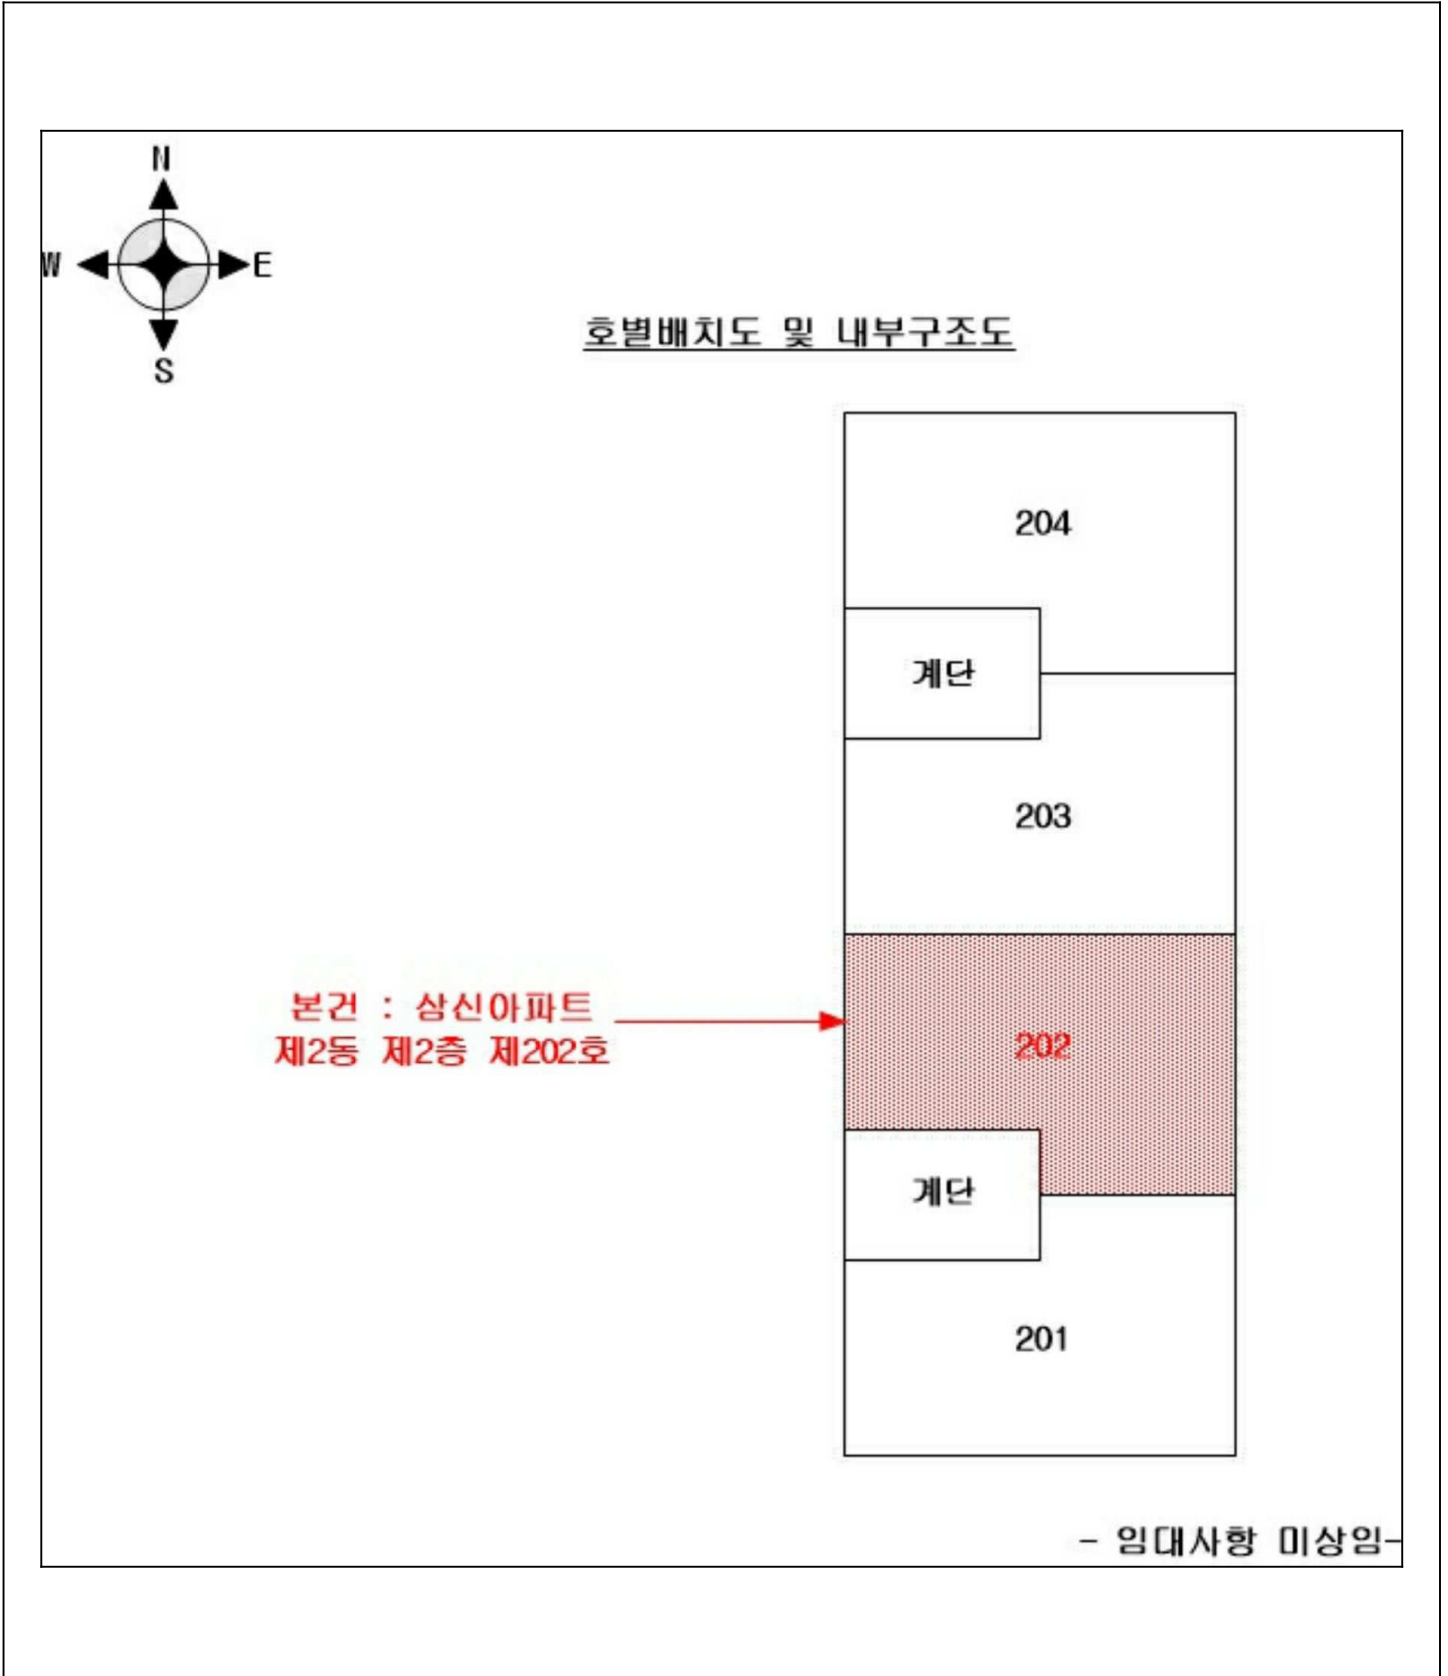 N
W E
S
호별배치도 및 내부구조도
204
계단
203
본건 : 삼신아파트
제2동 제2층 제202호
202
계단
201
- 임대사항 미상임-